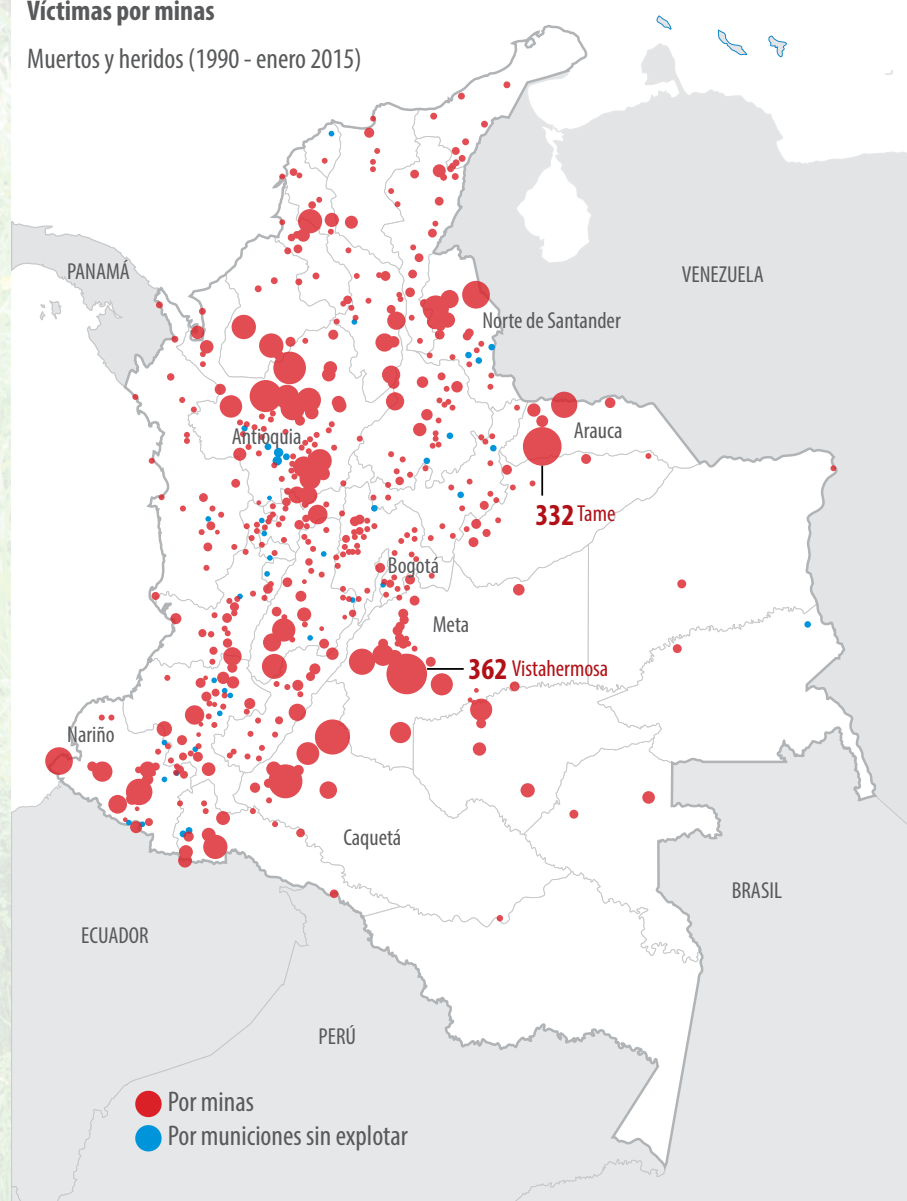 Víctimas por minas
Muertos y heridos (1990 - enero 2015)
PANAMÁ
VENEZUELA
Norte de Santander
Antioquia
Arauca
332 Tame
Bogotá
Meta
362 Vistahermosa
Nariño
Caquetá
BRASIL
ECUADOR
PERÚ
Por minas
Por municiones sin explotar